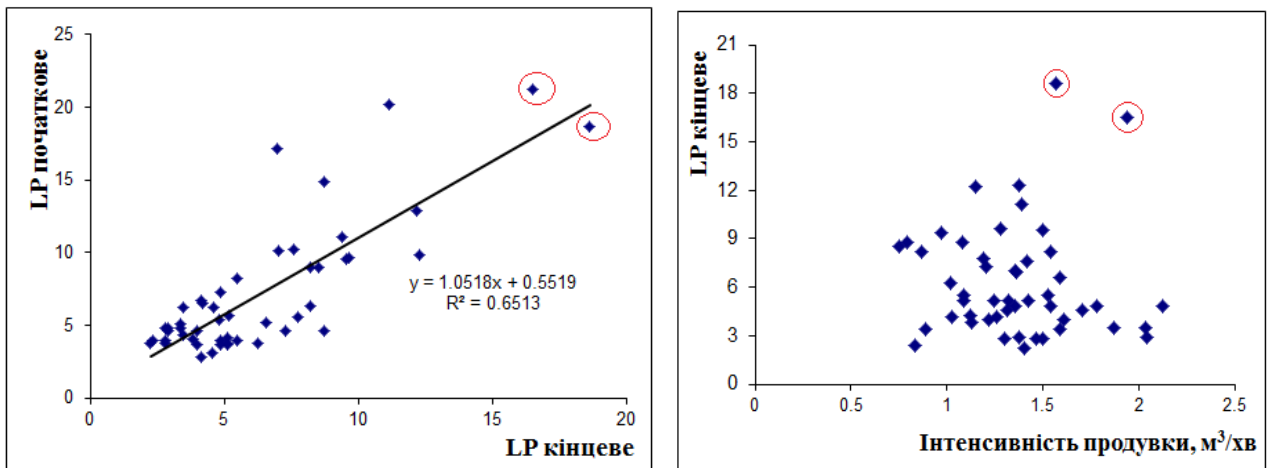 LP початкове
25
20
15
10
5
0
y = 1.0518x + 0.5519
R² = 0.6513
0 5 10 15 20
LP кінцеве
LP кінцеве
21
18
15
12
9
6
3
0
0 0.5 1 1.5 2 2.5
Інтенсивність продувки, м³/хв